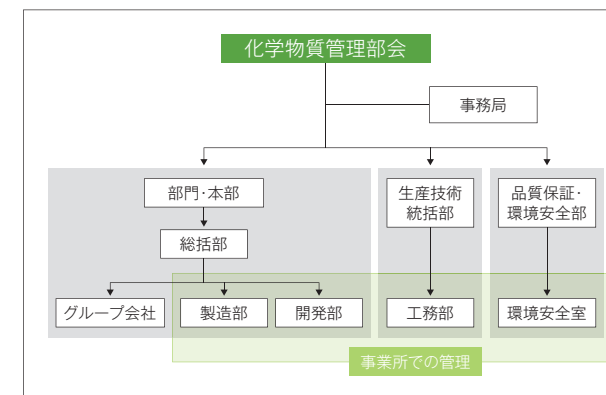 化学物質管理部会
事務局
部門・本部
生産技術
統括部
品質保証・
環境安全部
総括部
グループ会社
製造部
開発部
工務部
環境安全室
事業所での管理